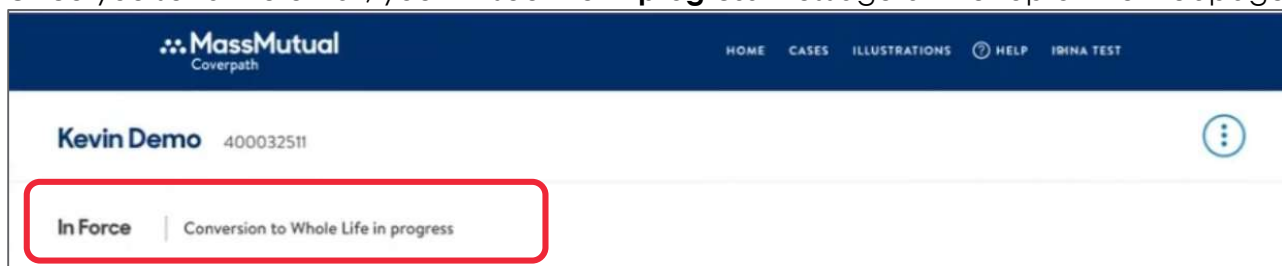 progress
MassMutual
Coverpath
HOME CASES ILLUSTRATIONS ? HELP IRINA TEST
Kevin Demo 400032511
In Force Conversion to Whole Life in progress